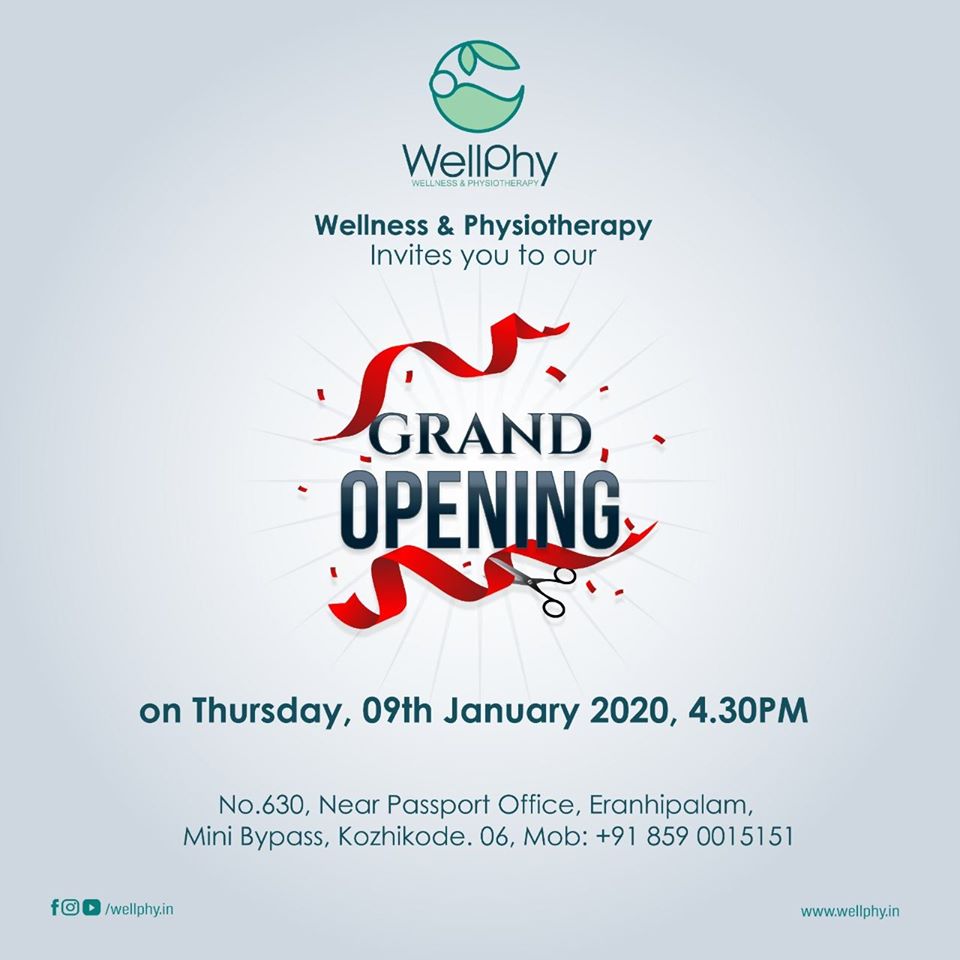 WellPhy
WELLNESS & PHYSIOTHERAPY
Wellness & Physiotherapy
Invites you to our
GRAND
OPENING
on Thursday, 09th January 2020, 4.30PM
No.630, Near Passport Office, Eranhipalam,
Mini Bypass, Kozhikode. 06, Mob: +91 859 0015151
/wellphy.in
www.wellphy.in